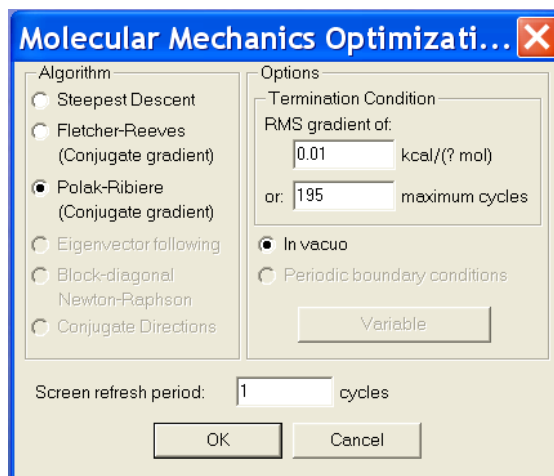 Molecular Mechanics Optimizati...
Algorithm
Steepest Descent
Fletcher-Reeves
(Conjugate gradient)
Polak-Ribiere
(Conjugate gradient)
Eigenvector following
Block-diagonal
Newton-Raphson
Conjugate Directions
Options
Termination Condition
RMS gradient of:
0.01 kcal/(? mol)
or: 195 maximum cycles
In vacuo
Periodic boundary conditions
Variable
Screen refresh period: 1 cycles
OK Cancel